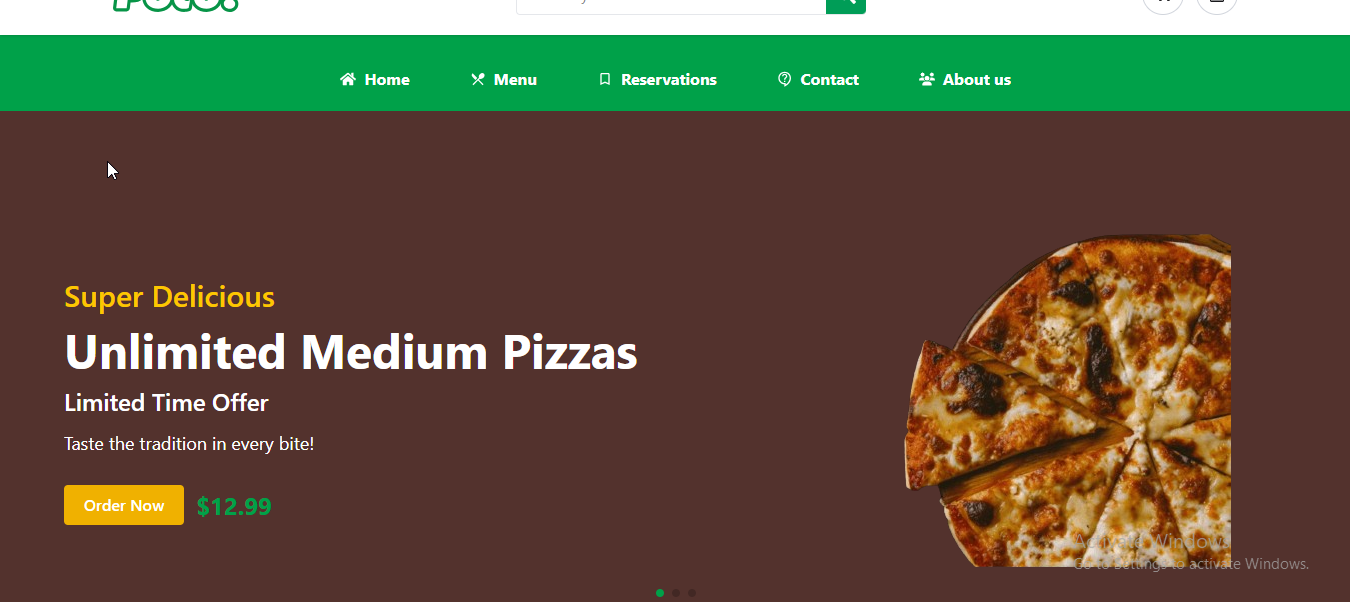 Home Menu Reservations Contact About us
Super Delicious
Unlimited Medium Pizzas
Limited Time Offer
Taste the tradition in every bite!
Order Now $12.99
Activate Windows
Go to Settings to activate Windows.